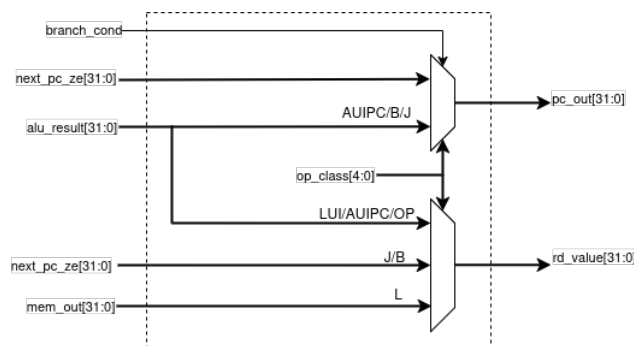 branch_cond
next_pc_ze[31:0]
pc_out[31:0]
AUIPC/B/J
alu_result[31:0]
op_class[4:0]
LUI/AUIPC/OP
J/B
next_pc_ze[31:0]
rd_value[31:0]
L
mem_out[31:0]